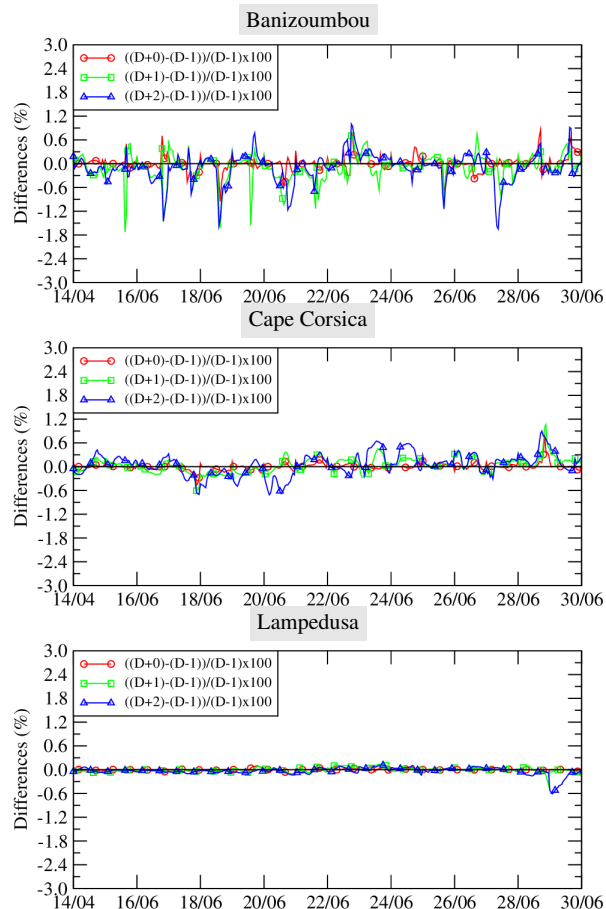 Banizoumbou
3.0
2.4
1.8
1.2
0.6
0.0
-0.6
-1.2
-1.8
-2.4
-3.0
Differences (%)
((D+0)-(D-1))/(D-1)x100
((D+1)-(D-1))/(D-1)x100
((D+2)-(D-1))/(D-1)x100
14/04 16/06 18/06 20/06 22/06 24/06 26/06 28/06 30/06
Cape Corsica
3.0
2.4
1.8
1.2
0.6
0.0
-0.6
-1.2
-1.8
-2.4
-3.0
Differences (%)
((D+0)-(D-1))/(D-1)x100
((D+1)-(D-1))/(D-1)x100
((D+2)-(D-1))/(D-1)x100
14/04 16/06 18/06 20/06 22/06 24/06 26/06 28/06 30/06
Lampedusa
3.0
2.4
1.8
1.2
0.6
0.0
-0.6
-1.2
-1.8
-2.4
-3.0
Differences (%)
((D+0)-(D-1))/(D-1)x100
((D+1)-(D-1))/(D-1)x100
((D+2)-(D-1))/(D-1)x100
14/04 16/06 18/06 20/06 22/06 24/06 26/06 28/06 30/06